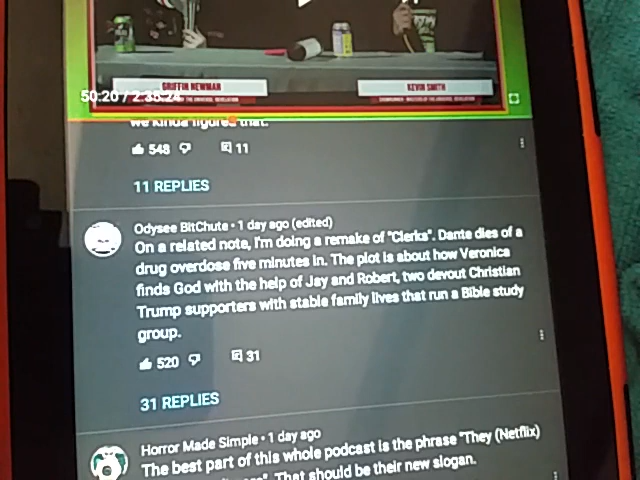 GRIFFIN NEWMAN
KEVIN SMITH
50:20 / 2:35:24
we kinda figured that.
548
11
11 REPLIES
Odysee BitChute • 1 day ago (edited)
On a related note, I'm doing a remake of "Clerks". Dante dies of a
drug overdose five minutes in. The plot is about how Veronica
finds God with the help of Jay and Robert, two devout Christian
Trump supporters with stable family lives that run a Bible study
group.
520
31
31 REPLIES
Horror Made Simple • 1 day ago
The best part of this whole podcast is the phrase "They (Netflix)
That should be their new slogan.